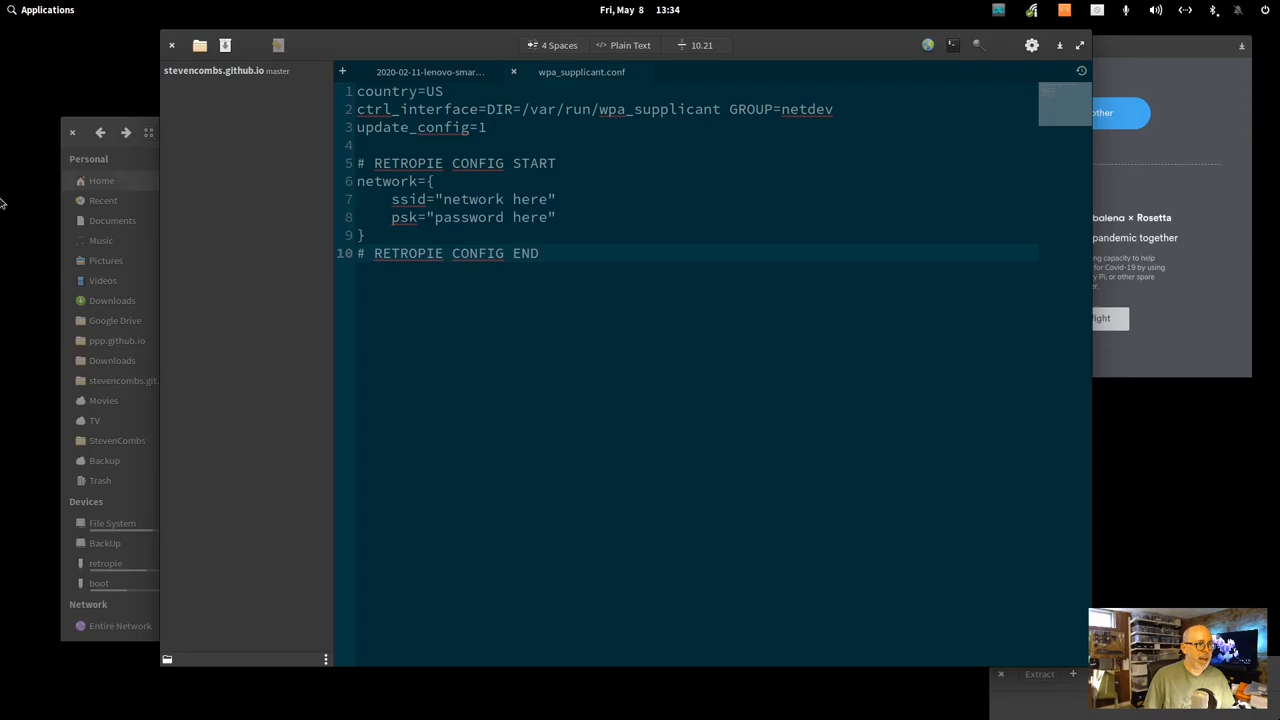 Applications
Fri, May 8 13:34
4 Spaces
Plain Text
10.21
stevencombs.github.io master
2020-02-11-lenovo-smar...
wpa_supplicant.conf
1 country=US
2 ctrl_interface=DIR=/var/run/wpa_supplicant GROUP=netdev
3 update_config=1
4
5 # RETROPIE CONFIG START
6 network={
7 ssid="network here"
8 psk="password here"
9 }
10 # RETROPIE CONFIG END
Personal
Home
Recent
Documents
Music
Pictures
Videos
Downloads
Google Drive
ppp.github.io
Downloads
stevencombs.git.
Movies
TV
StevenCombs
Backup
Trash
Devices
File System
BackUp
retropie
boot
Network
Entire Network
other
balena × Rosetta
pandemic together
ng capacity to help
for Covid-19 by using
y Pi, or other spare
er.
fight
Extract